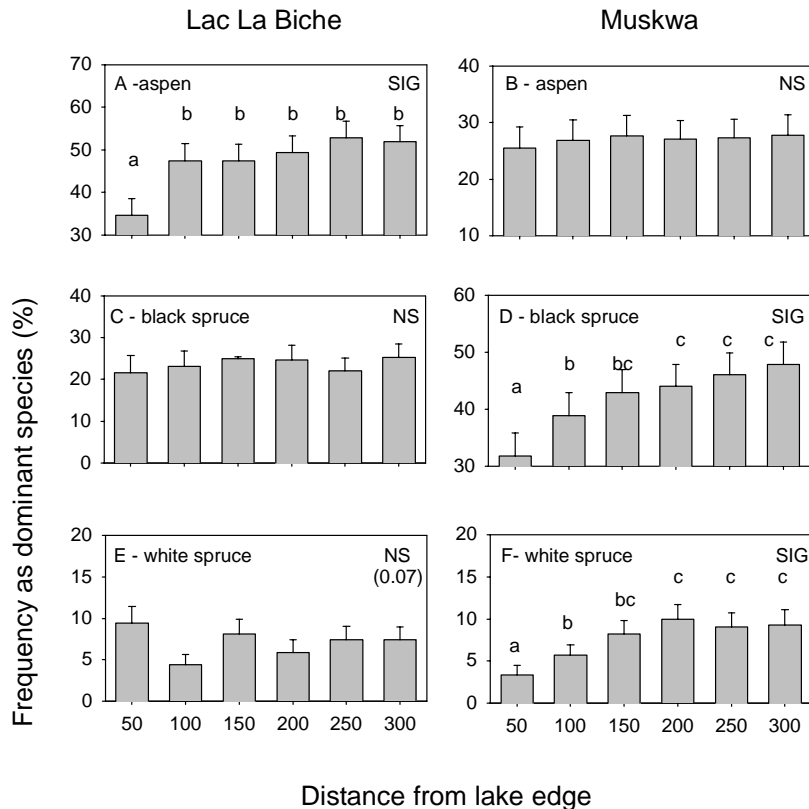 Lac La Biche
Muskwa
Frequency as dominant species (%)
70
60
50
40
30
A -aspen
SIG
a
b
b
b
b
b
40
30
20
10
B - aspen
NS
40
30
20
10
0
C - black spruce
NS
60
50
40
30
D - black spruce
SIG
a
b
bc
c
c
c
20
15
10
5
0
E - white spruce
NS
(0.07)
50
100
150
200
250
300
20
15
10
5
0
F- white spruce
SIG
a
b
bc
c
c
c
50
100
150
200
250
300
Distance from lake edge